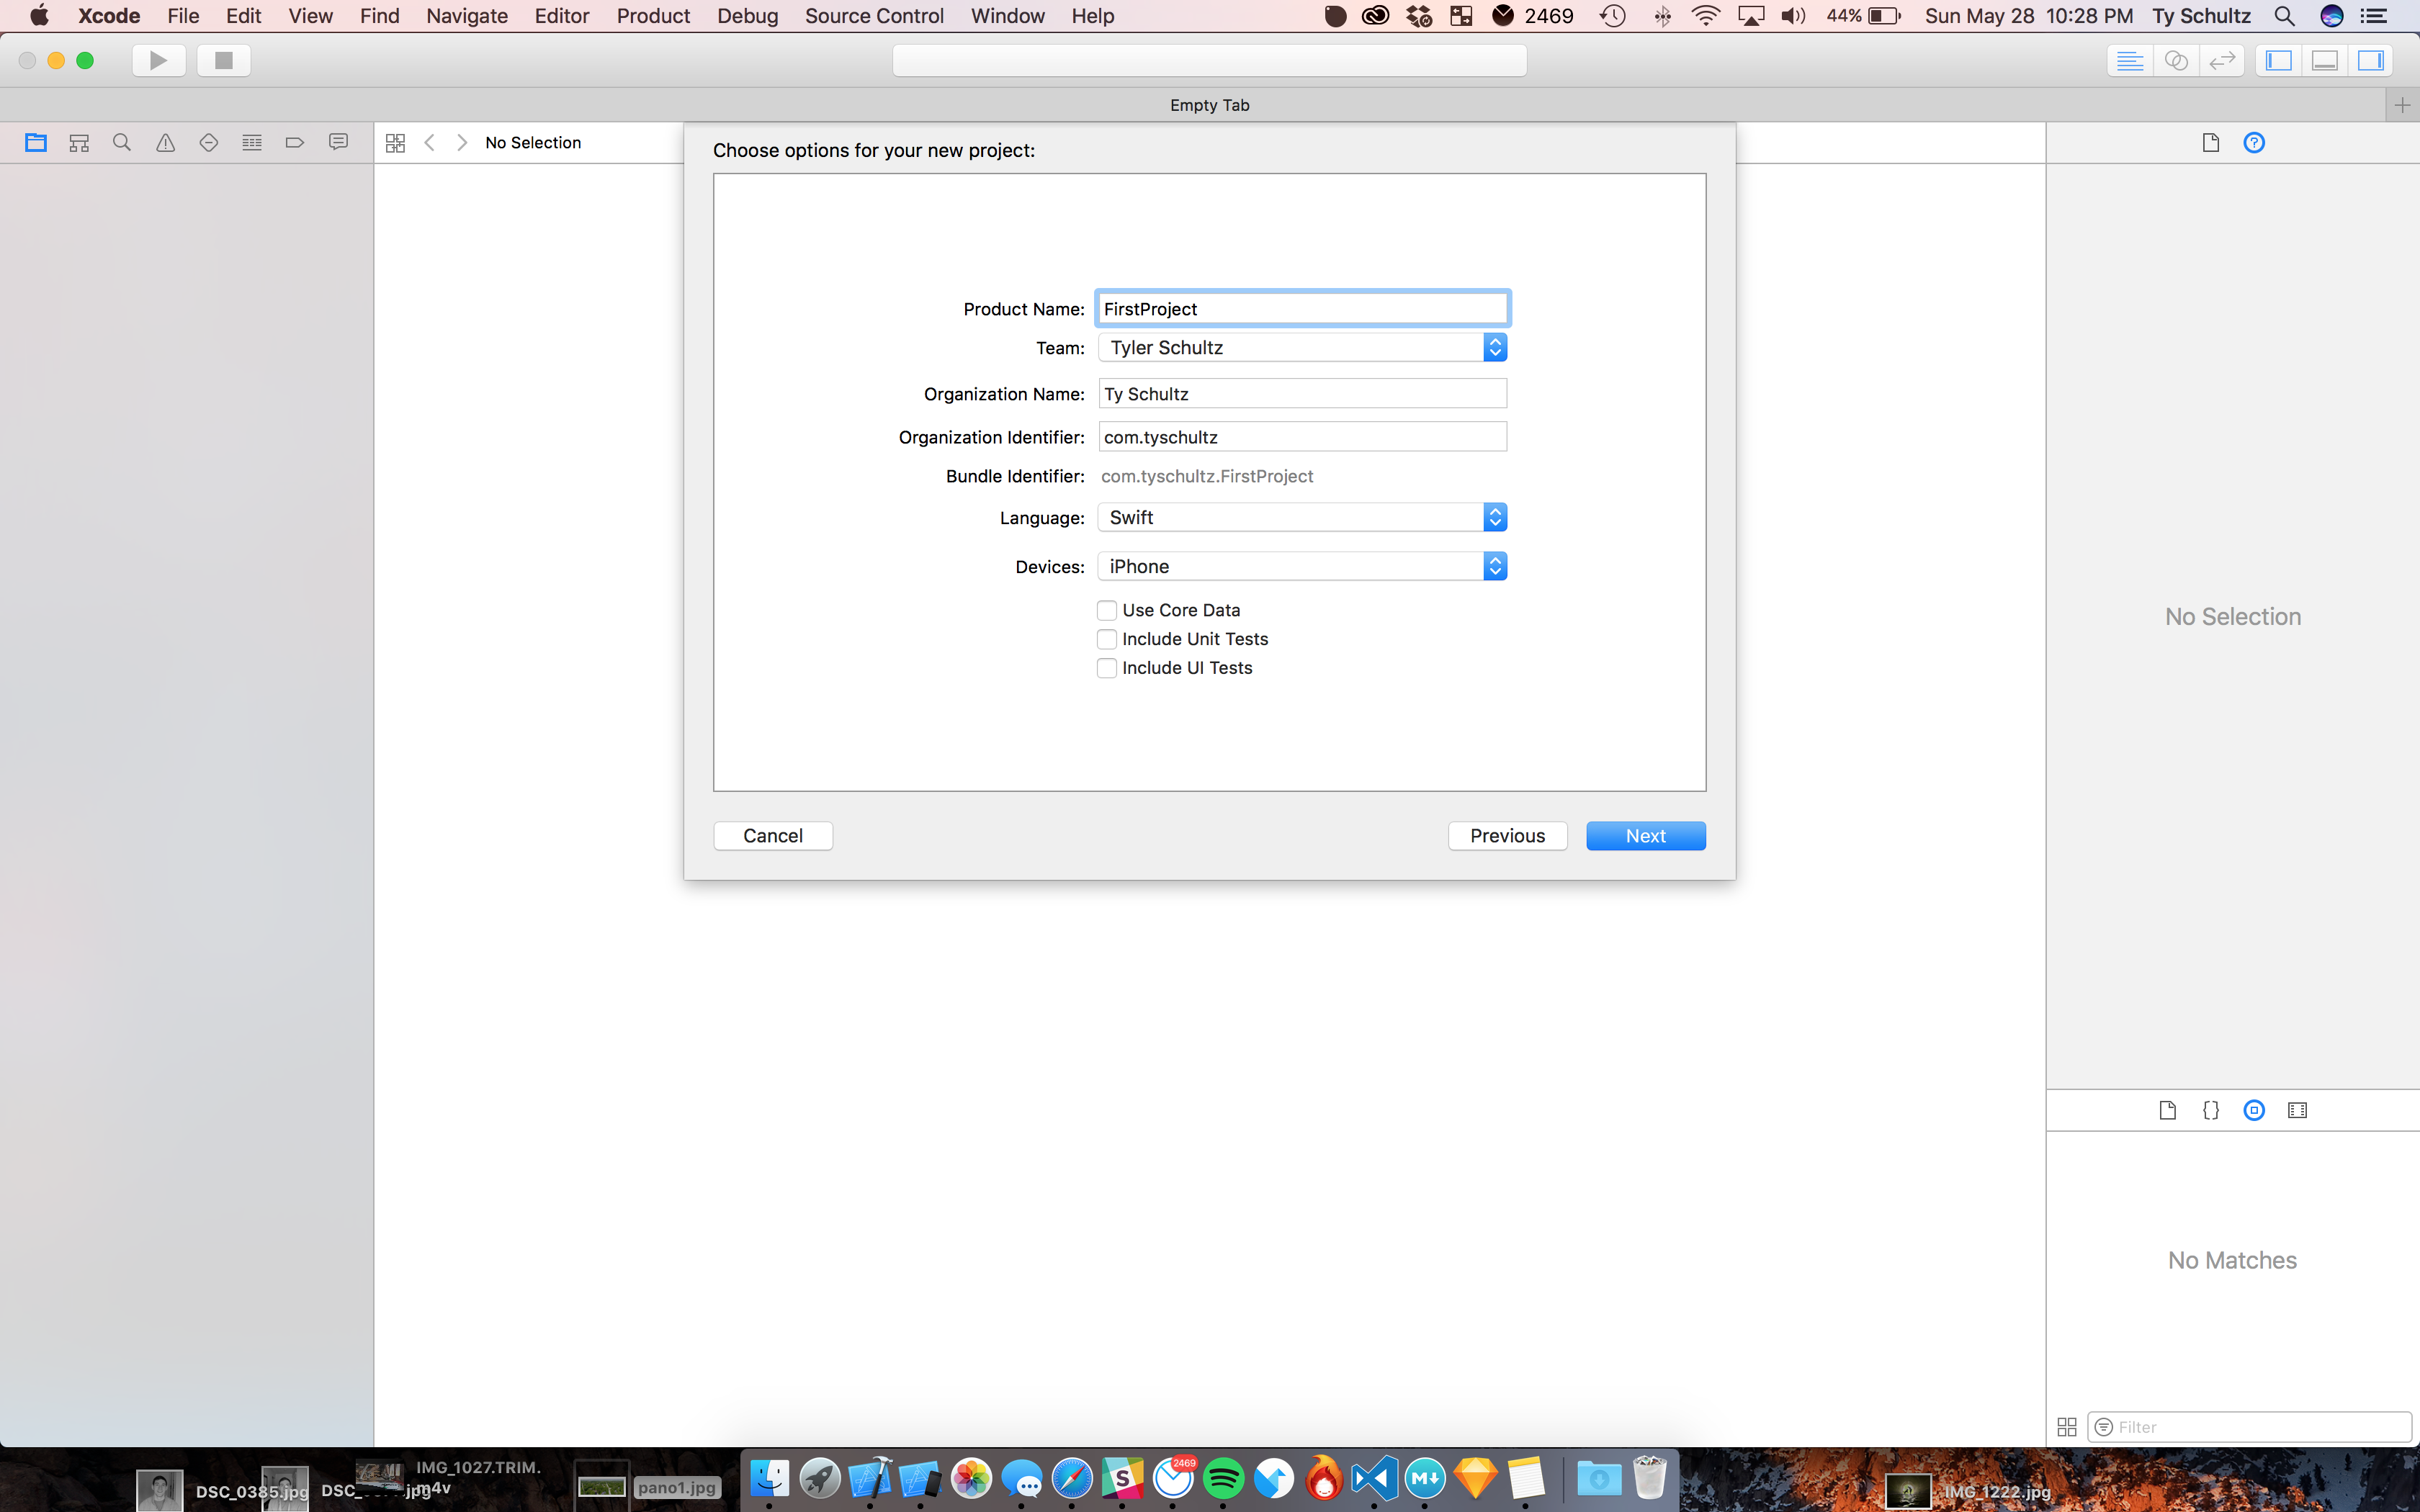 Xcode File Edit View Find Navigate Editor Product Debug Source Control Window Help 2469 44% Sun May 28 10:28 PM Ty Schultz
Empty Tab
No Selection
Choose options for your new project:
Product Name: FirstProject
Team: Tyler Schultz
Organization Name: Ty Schultz
Organization Identifier: com.tyschultz
Bundle Identifier: com.tyschultz.FirstProject
Language: Swift
Devices: iPhone
Use Core Data
Include Unit Tests
Include UI Tests
Cancel Previous Next
No Selection
No Matches
Filter
2469
IMG_1027.TRIM.
m4v
DSC_0385.jpg
pano1.jpg
IMG_1222.jpg